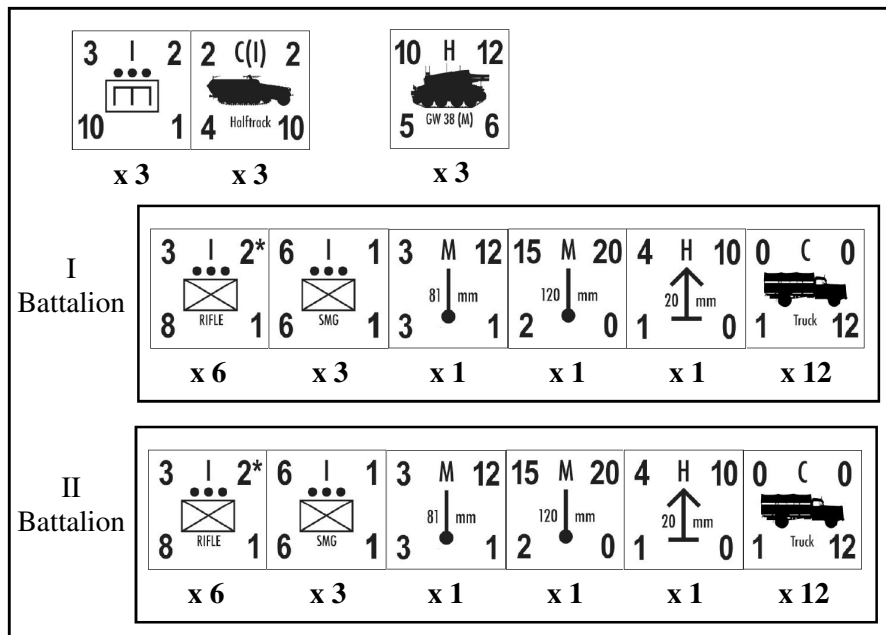 3 I 2 2 C(I) 2 10 H 12
10 1 4 Halftrack 10 5 GW 38 (M) 6
x 3 x 3 x 3
I
Battalion
3 I 2* 6 I 1 3 M 12 15 M 20 4 H 10 0 C 0
81 mm 120 mm 20 mm
8 RIFLE 1 6 SMG 1 3 1 2 0 1 0 1 Truck 12
x 6 x 3 x 1 x 1 x 1 x 12
II
Battalion
3 I 2* 6 I 1 3 M 12 15 M 20 4 H 10 0 C 0
81 mm 120 mm 20 mm
8 RIFLE 1 6 SMG 1 3 1 2 0 1 0 1 Truck 12
x 6 x 3 x 1 x 1 x 1 x 12